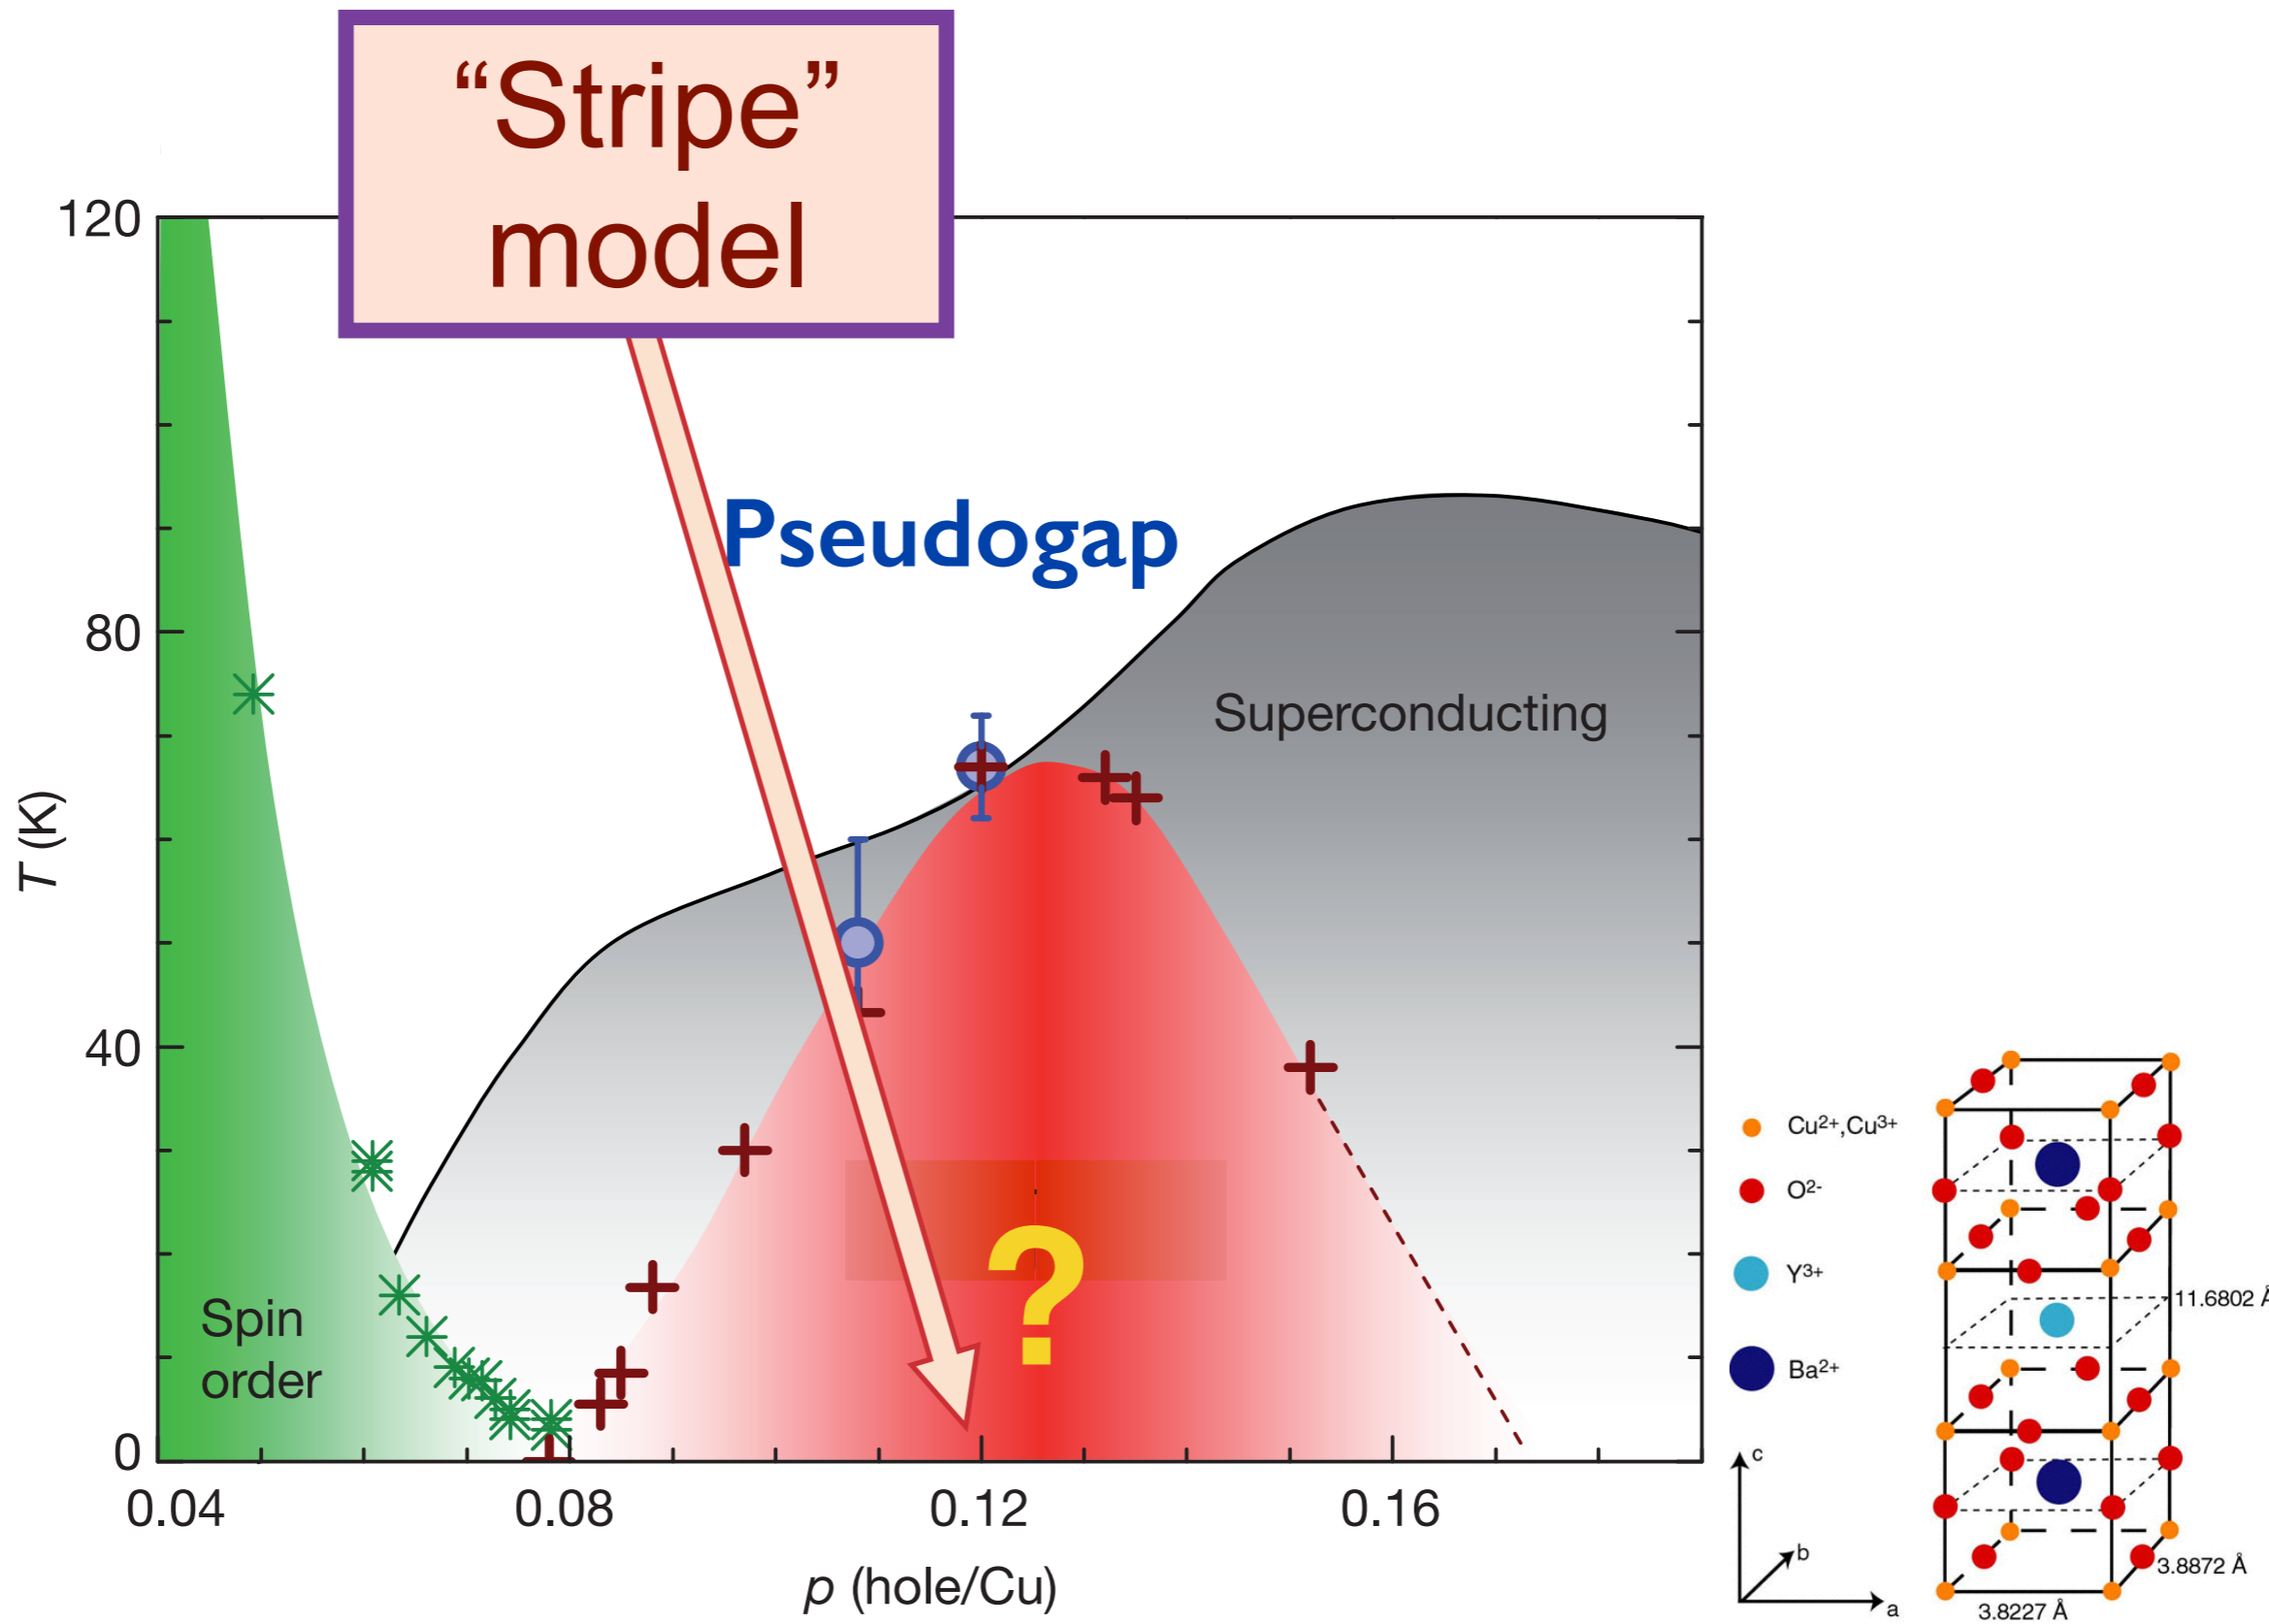 “Stripe”
model
120
80
40
0
T (K)
Pseudogap
Superconducting
Spin
order
?
0.04
0.08
0.12
0.16
p (hole/Cu)
Cu²⁺,Cu³⁺
O²⁻
Y³⁺
Ba²⁺
c
b
a
11.6802 Å
3.8872 Å
3.8227 Å